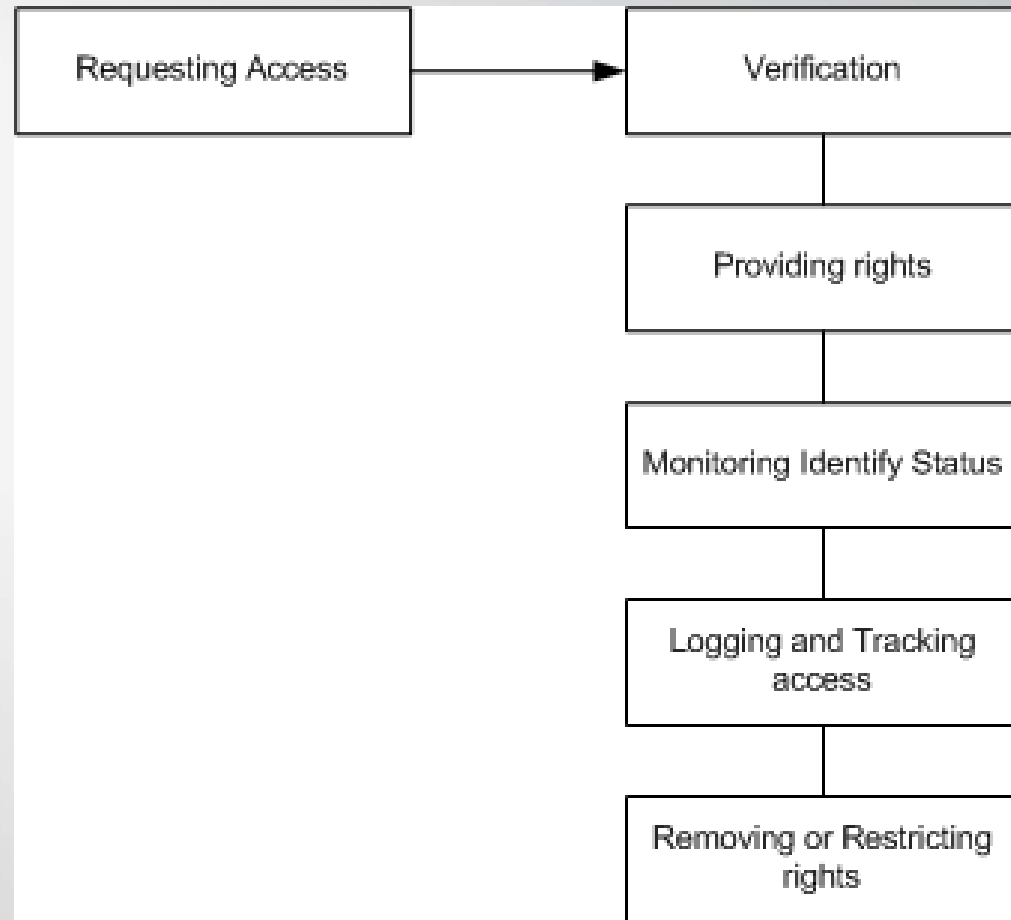 Requesting Access
Verification
Providing rights
Monitoring Identify Status
Logging and Tracking
access
Removing or Restricting
rights